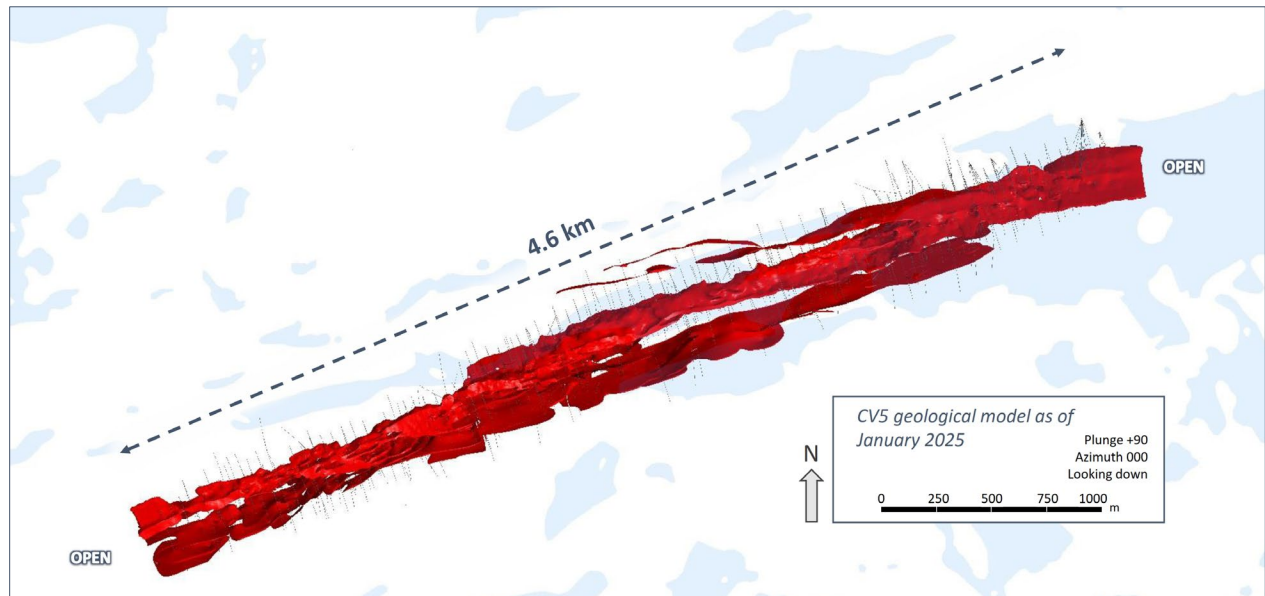 4.6 km
OPEN
OPEN
CV5 geological model as of
January 2025
Plunge +90
Azimuth 000
Looking down
N
0 250 500 750 1000
m